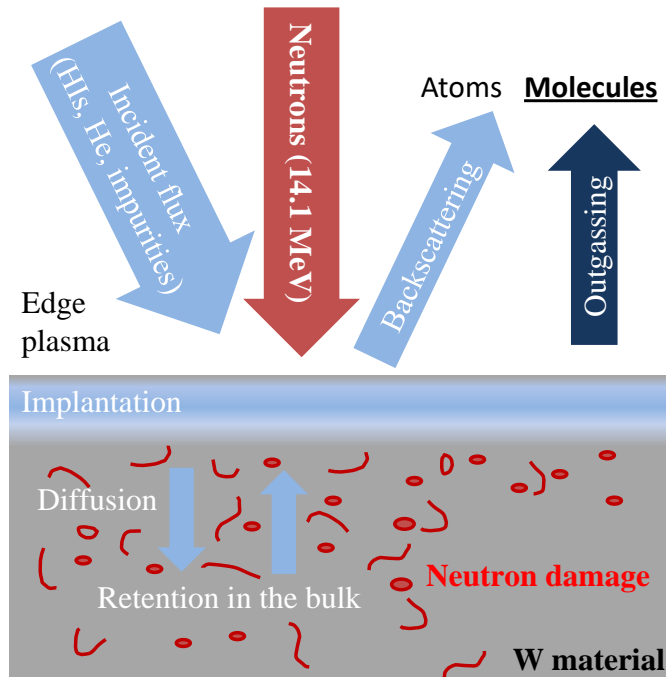 Incident flux
(HIs, He, impurities)
Neutrons (14.1 MeV)
Atoms Molecules
Backscattering
Outgassing
Edge
plasma
Implantation
Diffusion
Retention in the bulk
Neutron damage
W material